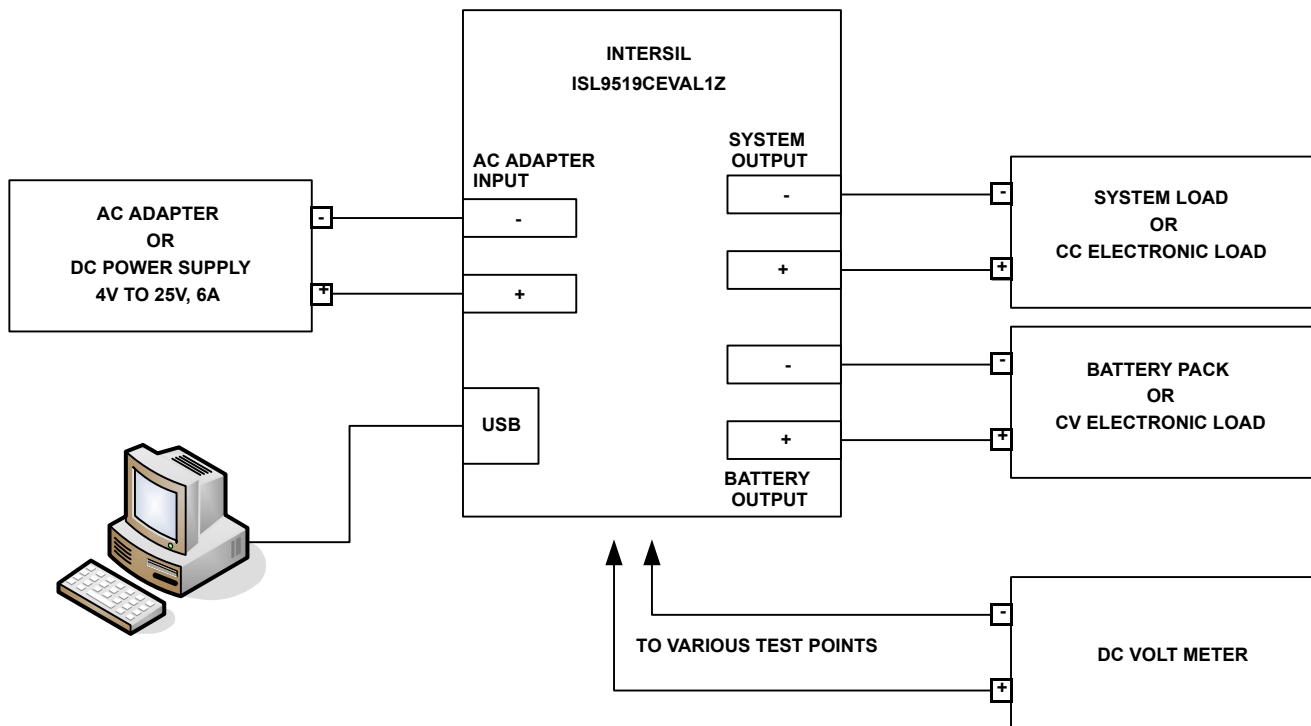 INTERSIL
ISL9519CEVAL1Z
AC ADAPTER
INPUT
-
+
USB
SYSTEM
OUTPUT
-
+
-
+
BATTERY
OUTPUT
AC ADAPTER
OR
DC POWER SUPPLY
4V TO 25V, 6A
-
+
SYSTEM LOAD
OR
CC ELECTRONIC LOAD
-
+
BATTERY PACK
OR
CV ELECTRONIC LOAD
-
+
TO VARIOUS TEST POINTS
-
+
DC VOLT METER